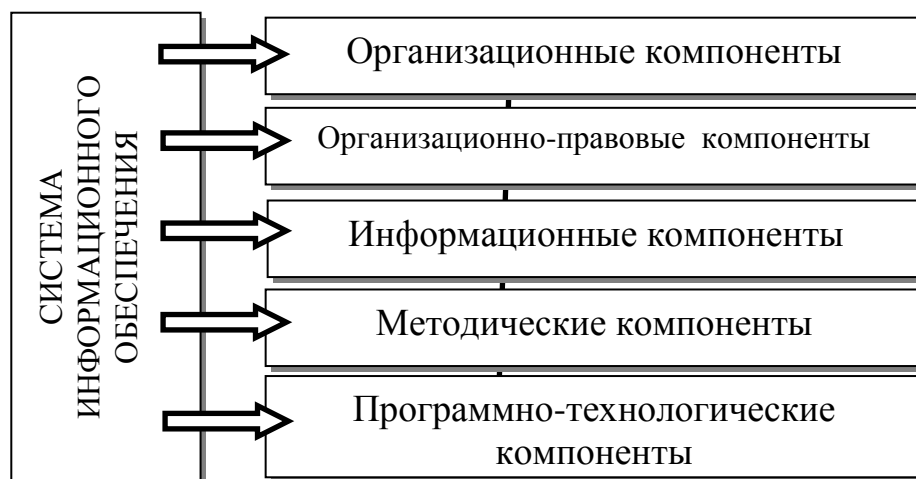 СИСТЕМА
ИНФОРМАЦИОННОГО
ОБЕСПЕЧЕНИЯ
Организационные компоненты
Организационно-правовые компоненты
Информационные компоненты
Методические компоненты
Программно-технологические
компоненты